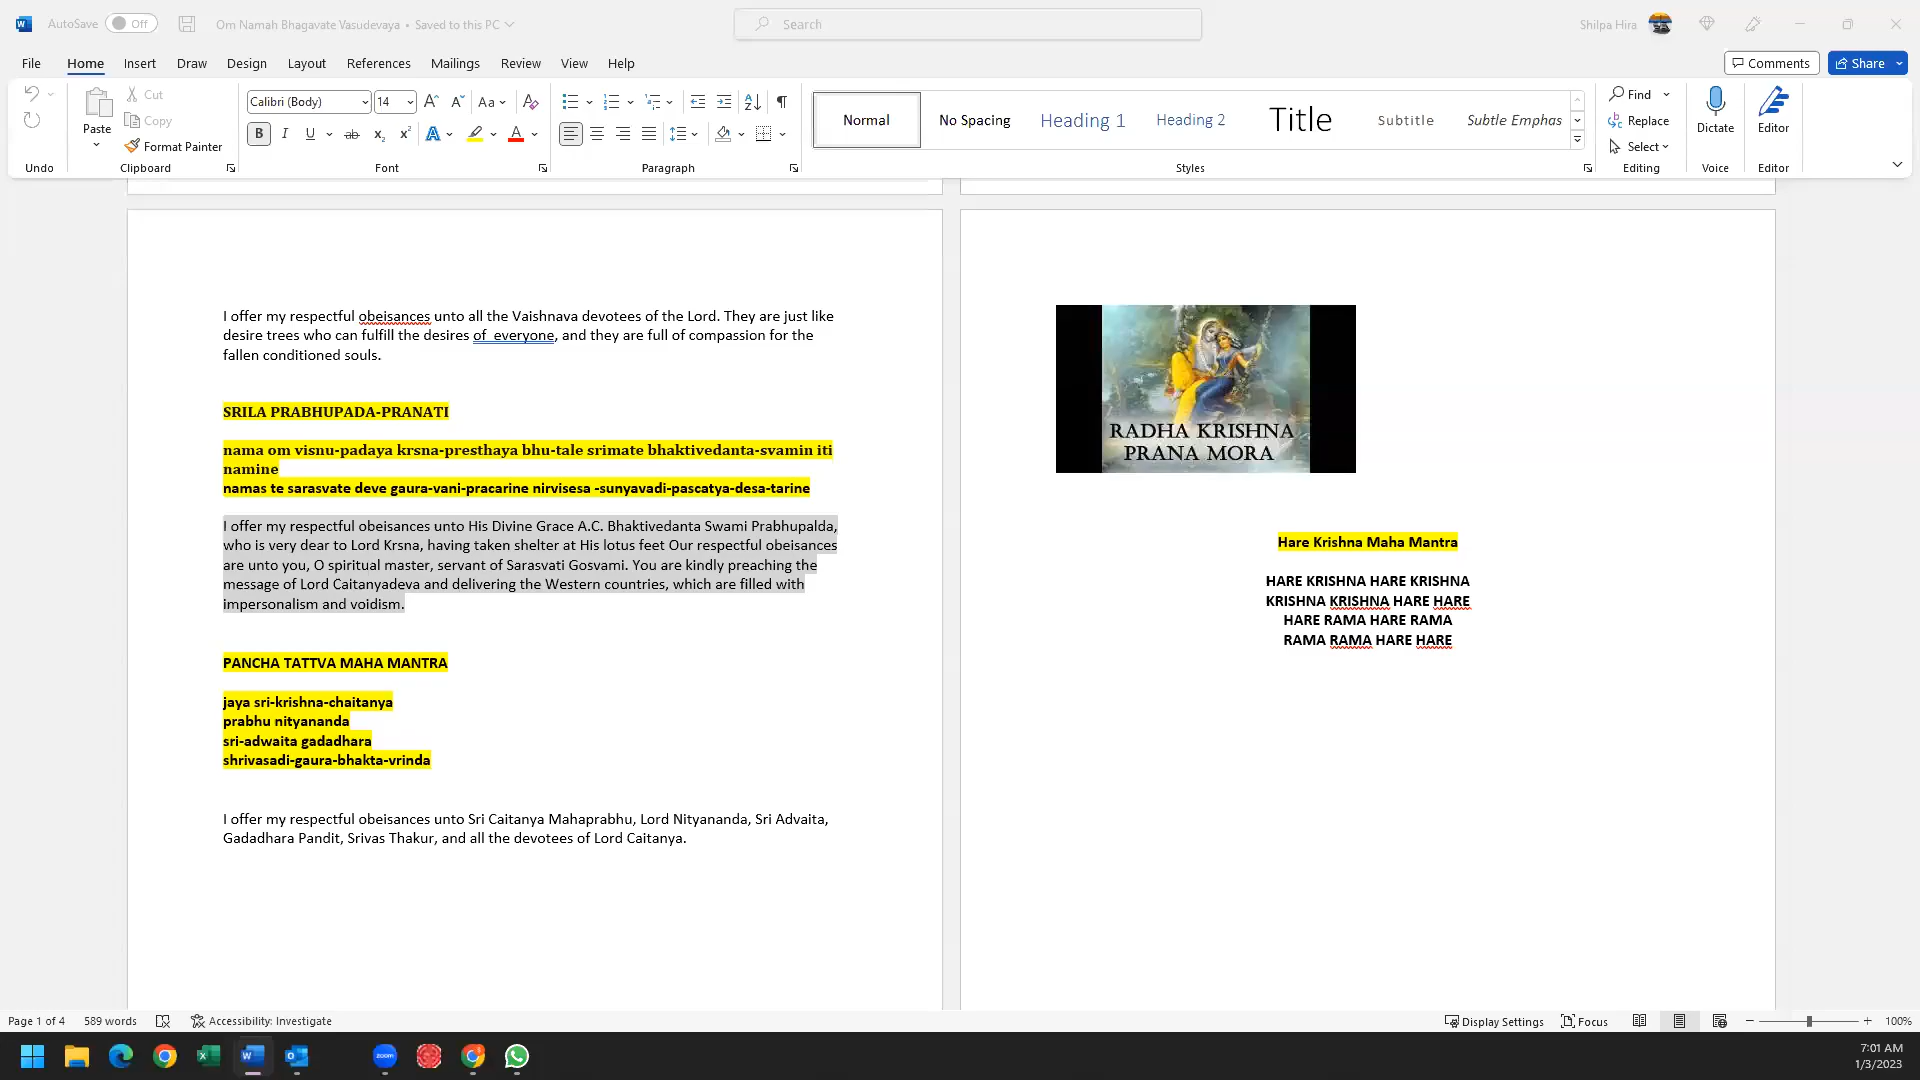 AutoSave Off Om Namah Bhagavate Vasudevaya • Saved to this PC Search Shilpa Hira
File Home Insert Draw Design Layout References Mailings Review View Help Comments Share
Paste Cut Copy Format Painter Calibri (Body) 14 Normal No Spacing Heading 1 Heading 2 Title Subtitle Subtle Emphas Find Replace Select Dictate Editor
Undo Clipboard Font Paragraph Styles Editing Voice Editor
I offer my respectful obeisances unto all the Vaishnava devotees of the Lord. They are just like
desire trees who can fulfill the desires of  everyone, and they are full of compassion for the
fallen conditioned souls.
SRILA PRABHUPADA-PRANATI
nama om visnu-padaya krsna-presthaya bhu-tale srimate bhaktivedanta-svamin iti
namine
namas te sarasvate deve gaura-vani-pracarine nirvisesa -sunyavadi-pascatya-desa-tarine
I offer my respectful obeisances unto His Divine Grace A.C. Bhaktivedanta Swami Prabhupalda,
who is very dear to Lord Krsna, having taken shelter at His lotus feet Our respectful obeisances
are unto you, O spiritual master, servant of Sarasvati Gosvami. You are kindly preaching the
message of Lord Caitanyadeva and delivering the Western countries, which are filled with
impersonalism and voidism.
PANCHA TATTVA MAHA MANTRA
jaya sri-krishna-chaitanya
prabhu nityananda
sri-adwaita gadadhara
shrivasadi-gaura-bhakta-vrinda
I offer my respectful obeisances unto Sri Caitanya Mahaprabhu, Lord Nityananda, Sri Advaita,
Gadadhara Pandit, Srivas Thakur, and all the devotees of Lord Caitanya.
RADHA KRISHNA
PRANA MORA
Hare Krishna Maha Mantra
HARE KRISHNA HARE KRISHNA
KRISHNA KRISHNA HARE HARE
HARE RAMA HARE RAMA
RAMA RAMA HARE HARE
Page 1 of 4 589 words Accessibility: Investigate Display Settings Focus 100%
zoom
7:01 AM
1/3/2023